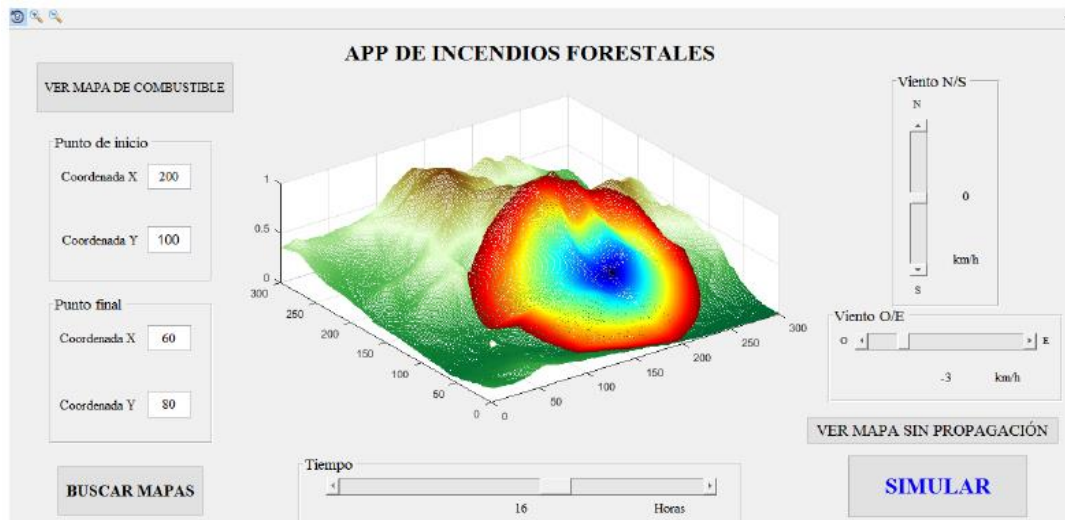 APP DE INCENDIOS FORESTALES
VER MAPA DE COMBUSTIBLE
Punto de inicio
Coordenada X 200
Coordenada Y 100
Punto final
Coordenada X 60
Coordenada Y 80
BUSCAR MAPAS
1
0.5
0
300
250
200
150
100
50
0
0
50
100
150
200
250
300
Tiempo
16 Horas
Viento N/S
N
0
km/h
S
Viento O/E
O E
-3 km/h
VER MAPA SIN PROPAGACIÓN
SIMULAR